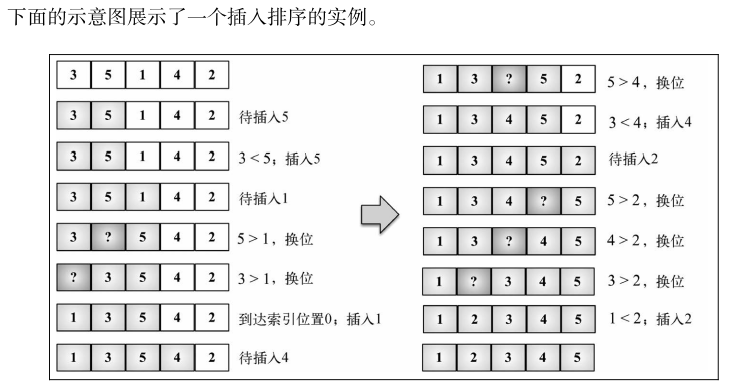 下面的示意图展示了一个插入排序的实例。
3 5 1 4 2
3 5 1 4 2 待插入5
3 5 1 4 2 3 < 5；插入5
3 5 1 4 2 待插入1
3 ? 5 4 2 5 > 1，换位
? 3 5 4 2 3 > 1，换位
1 3 5 4 2 到达索引位置0；插入1
1 3 5 4 2 待插入4
1 3 ? 5 2 5 > 4，换位
1 3 4 5 2 3 < 4；插入4
1 3 4 5 2 待插入2
1 3 4 ? 5 5 > 2，换位
1 3 ? 4 5 4 > 2，换位
1 ? 3 4 5 3 > 2，换位
1 2 3 4 5 1 < 2；插入2
1 2 3 4 5